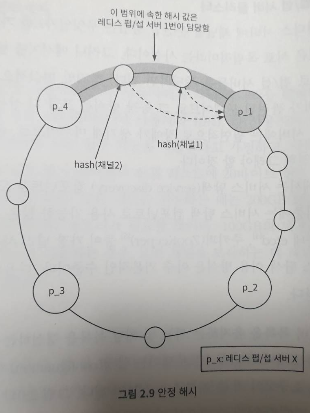 이 범위에 속한 해시 값은
레디스 펍/섭 서버 1번이 담당함
p_4
p_1
hash(채널2)
hash(채널1)
p_3
p_2
p_x: 레디스 펍/섭 서버 X
그림 2.9 안정 해시